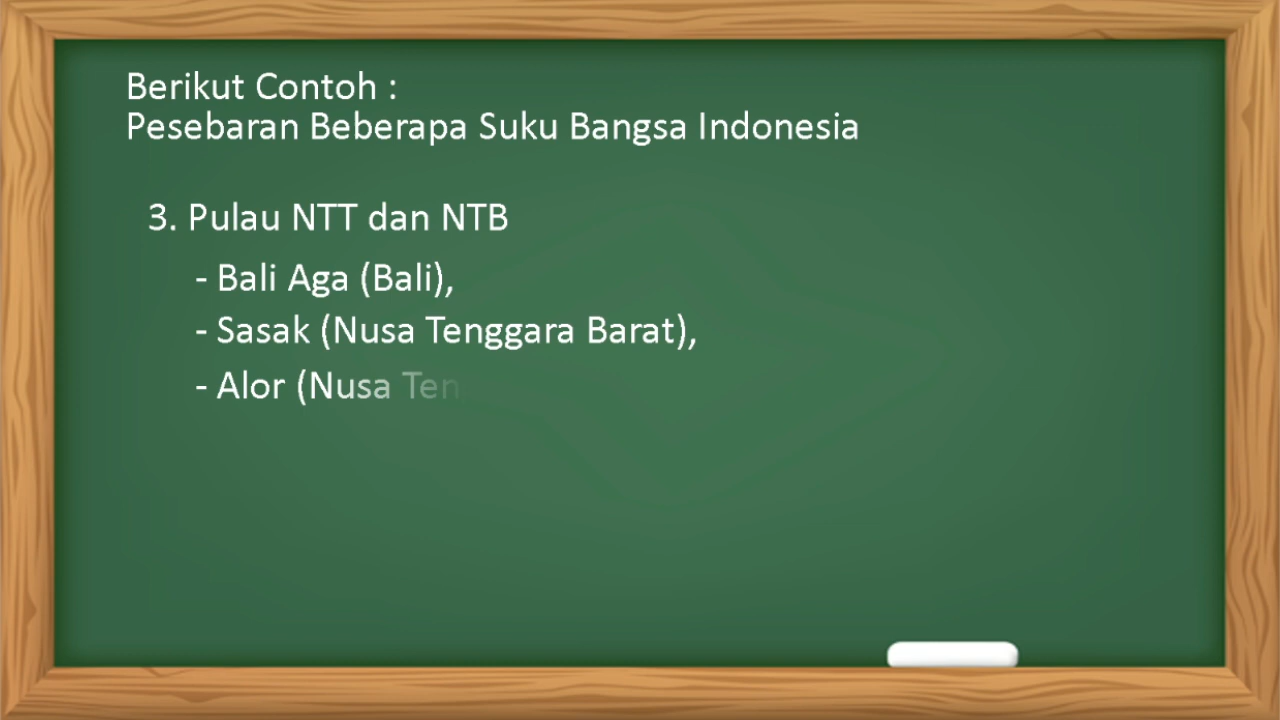 Berikut Contoh :
Pesebaran Beberapa Suku Bangsa Indonesia
3. Pulau NTT dan NTB
- Bali Aga (Bali),
- Sasak (Nusa Tenggara Barat),
- Alor (Nusa Ten